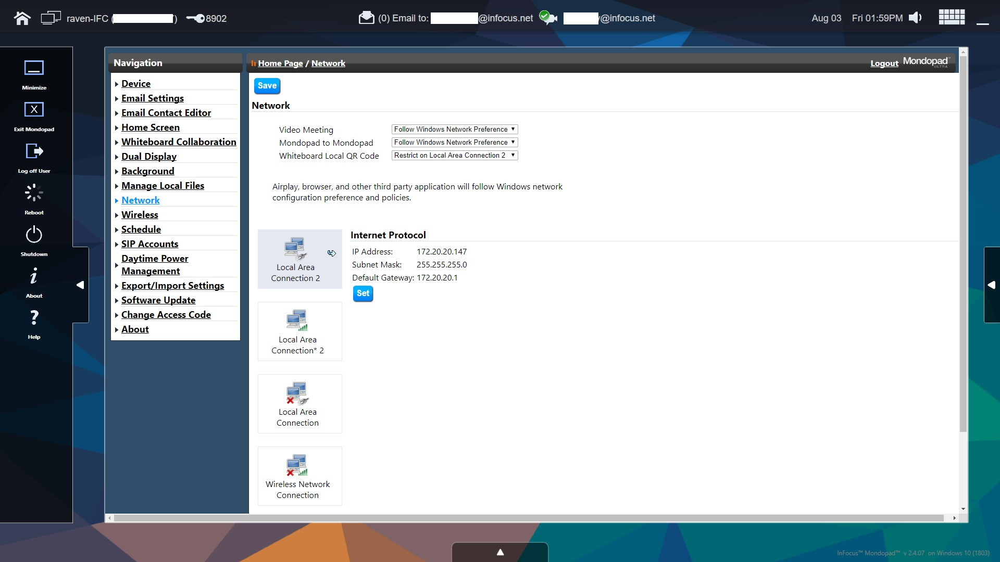 raven-IFC ( ) 8902
(0) Email to: @infocus.net
@infocus.net
Aug 03 Fri 01:59PM
Minimize
X
Exit Mondopad
Log off User
Reboot
Shutdown
i
About
?
Help
Navigation
Device
Email Settings
Email Contact Editor
Home Screen
Whiteboard Collaboration
Dual Display
Background
Manage Local Files
Network
Wireless
Schedule
SIP Accounts
Daytime Power
Management
Export/Import Settings
Software Update
Change Access Code
About
Home Page / Network
Logout Mondopad™
ULTRA
Save
Network
Video Meeting Follow Windows Network Preference
Mondopad to Mondopad Follow Windows Network Preference
Whiteboard Local QR Code Restrict on Local Area Connection 2
Airplay, browser, and other third party application will follow Windows network
configuration preference and policies.
Local Area
Connection 2
Local Area
Connection* 2
Local Area
Connection
Wireless Network
Connection
Internet Protocol
IP Address: 172.20.20.147
Subnet Mask: 255.255.255.0
Default Gateway: 172.20.20.1
Set
InFocus™ Mondopad™ v 2.4.07 on Windows 10 (1803)